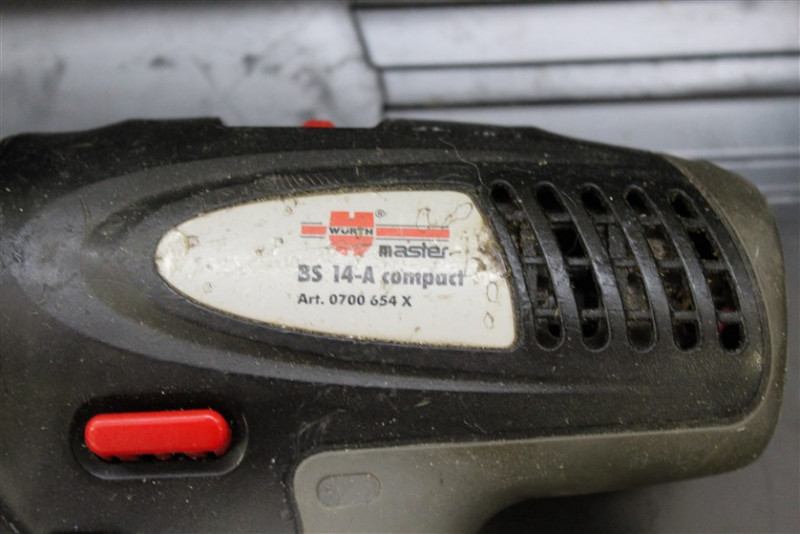 WÜRTH ®
master
BS 14-A compact
Art. 0700 654 X